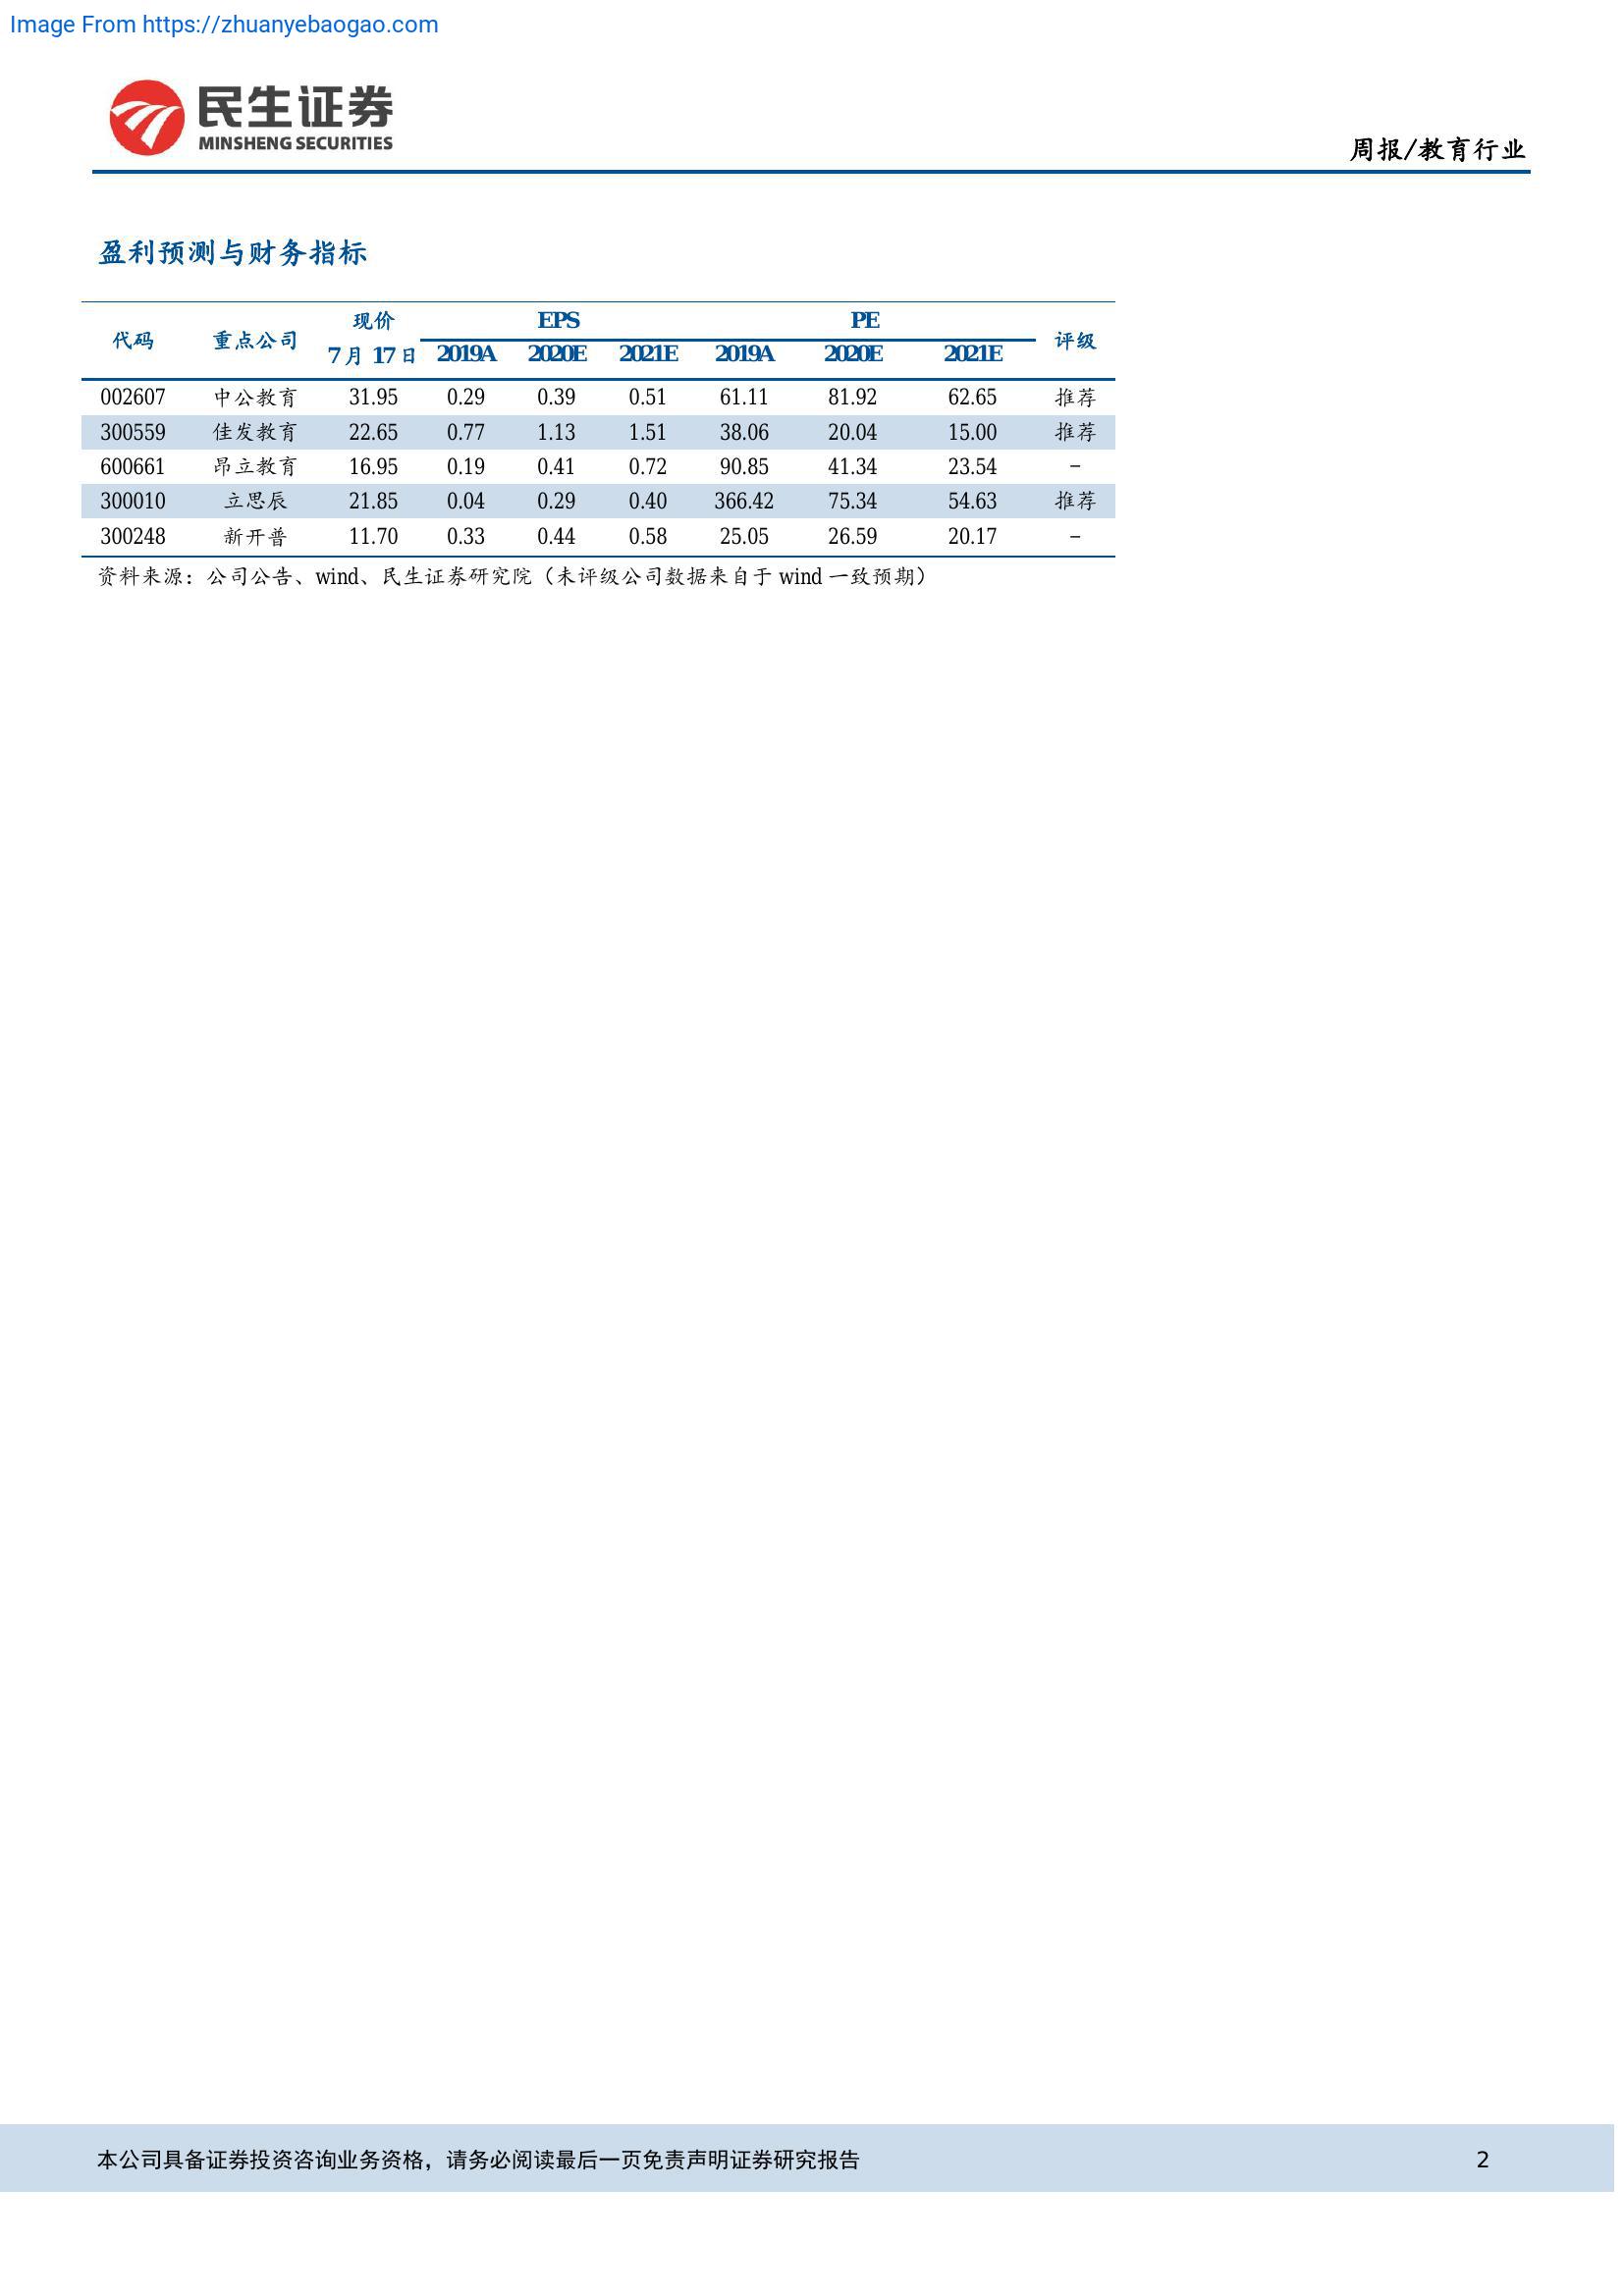 Image From https://zhuanyebaogao.com
民生证券
MINSHENG SECURITIES
周报/教育行业
盈利预测与财务指标
代码 重点公司 现价 EPS PE 评级
7 月 17 日 2019A 2020E 2021E 2019A 2020E 2021E
002607 中公教育 31.95 0.29 0.39 0.51 61.11 81.92 62.65 推荐
300559 佳发教育 22.65 0.77 1.13 1.51 38.06 20.04 15.00 推荐
600661 昂立教育 16.95 0.19 0.41 0.72 90.85 41.34 23.54 –
300010 立思辰 21.85 0.04 0.29 0.40 366.42 75.34 54.63 推荐
300248 新开普 11.70 0.33 0.44 0.58 25.05 26.59 20.17 –
资料来源：公司公告、wind、民生证券研究院（未评级公司数据来自于 wind 一致预期）
本公司具备证券投资咨询业务资格，请务必阅读最后一页免责声明证券研究报告 2